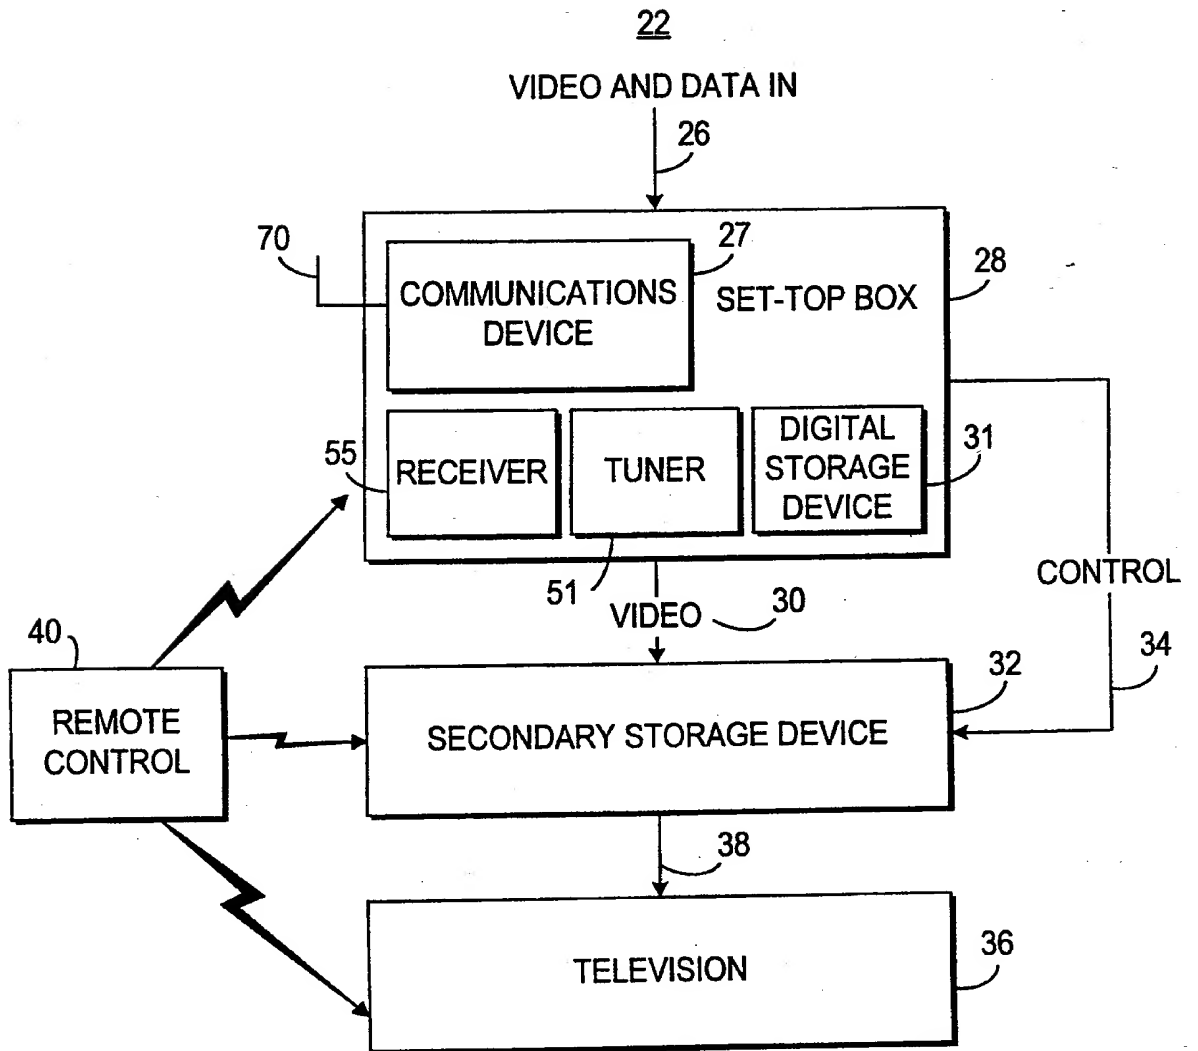 22
VIDEO AND DATA IN
26
70
27
28
COMMUNICATIONS
DEVICE
SET-TOP BOX
55
RECEIVER
TUNER
DIGITAL
STORAGE
DEVICE
31
51
CONTROL
VIDEO
30
40
32
34
REMOTE
CONTROL
SECONDARY STORAGE DEVICE
38
TELEVISION
36